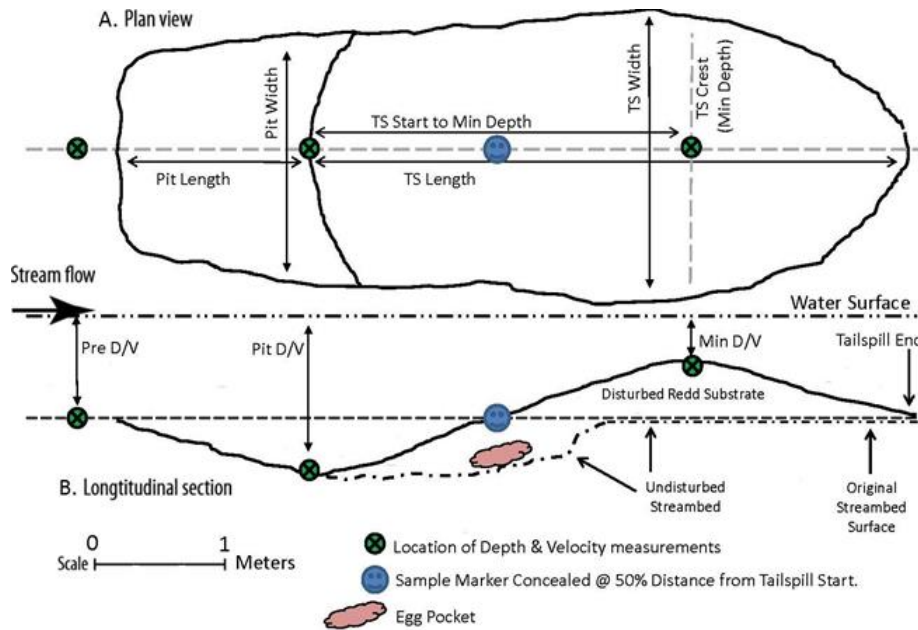 A. Plan view
Pit Width
TS Width
TS Crest
(Min Depth)
TS Start to Min Depth
Pit Length
TS Length
Stream flow
Water Surface
Pre D/V
Pit D/V
Min D/V
Tailspill End
Disturbed Redd Substrate
B. Longtitudinal section
Undisturbed
Streambed
Original
Streambed
Surface
0 1
Scale Meters
Location of Depth & Velocity measurements
Sample Marker Concealed @ 50% Distance from Tailspill Start.
Egg Pocket